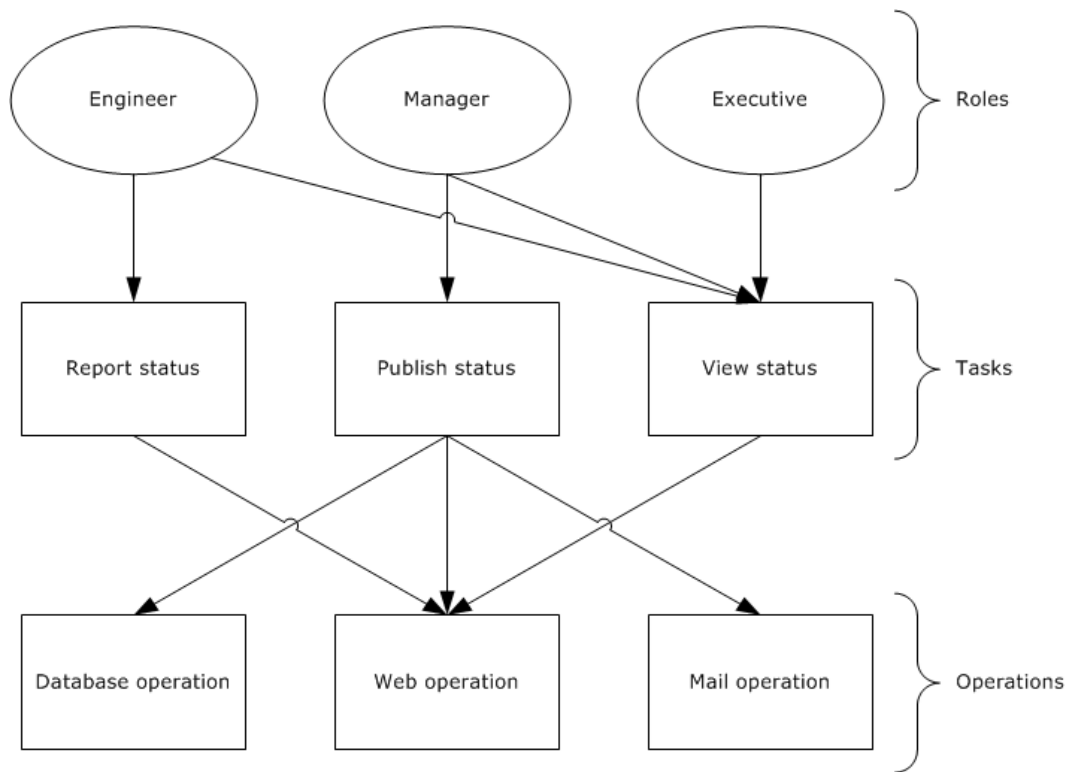 Engineer
Manager
Executive
Roles
Report status
Publish status
View status
Tasks
Database operation
Web operation
Mail operation
Operations